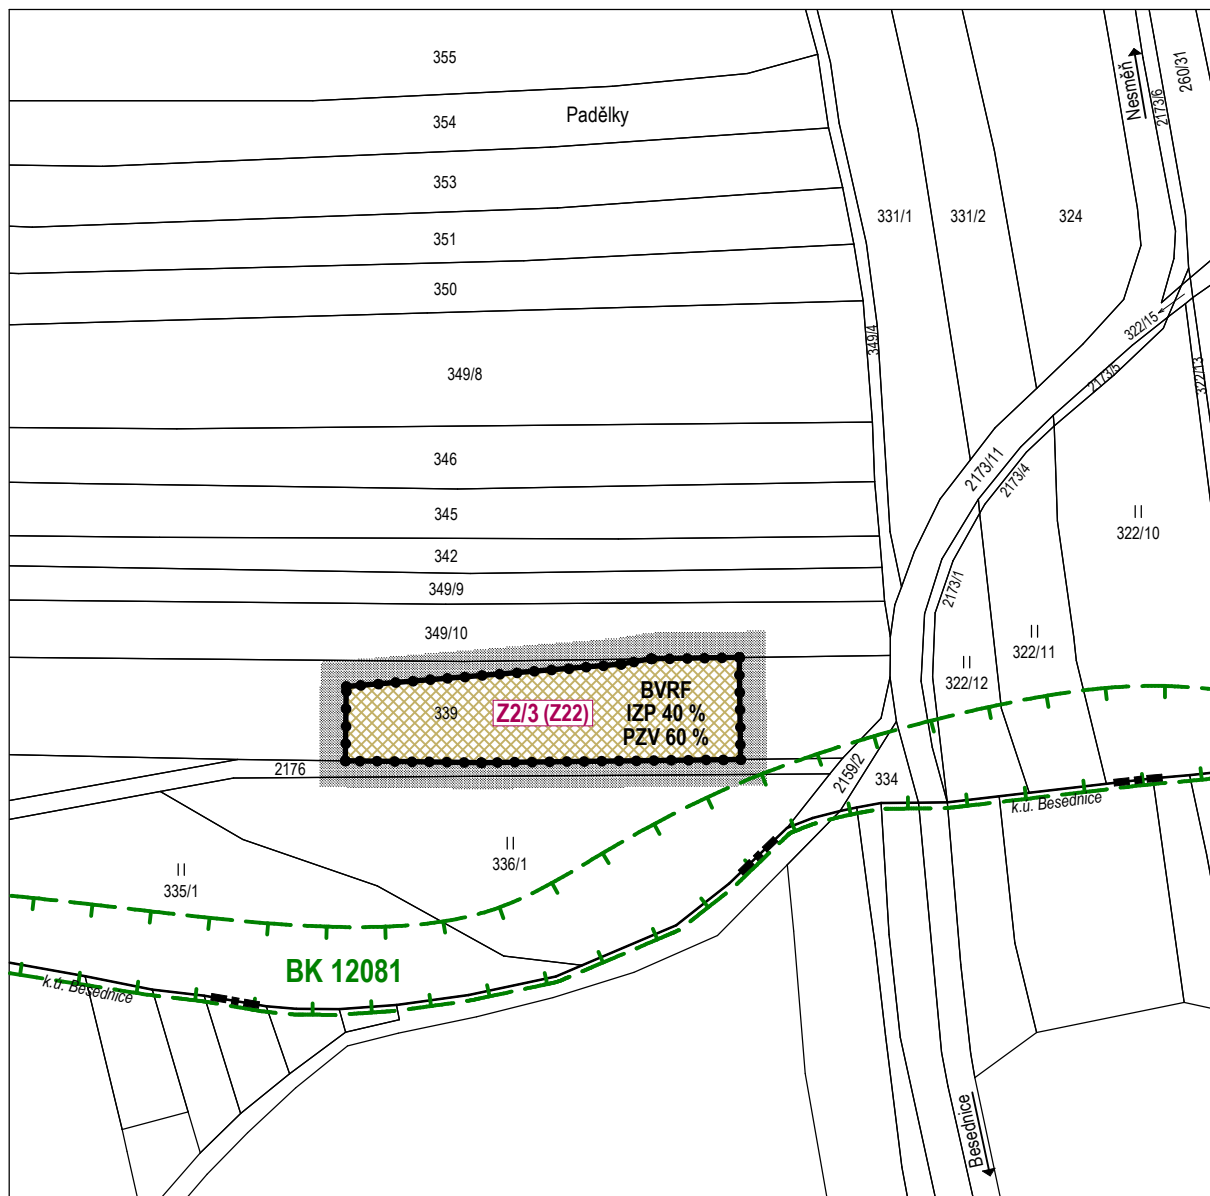 355
354
Padělky
353
351
350
349/8
346
345
342
349/9
349/10
339
Z2/3 (Z22)
BVRF
IZP 40 %
PZV 60 %
2176
II
335/1
II
336/1
BK 12081
k.ú. Besednice
331/1
331/2
324
349/4
Nesměň
2173/6
260/31
322/15
2173/5
322/13
2173/11
2173/4
II
322/10
2173/1
II
322/11
II
322/12
2159/2
334
k.ú. Besednice
Besednice